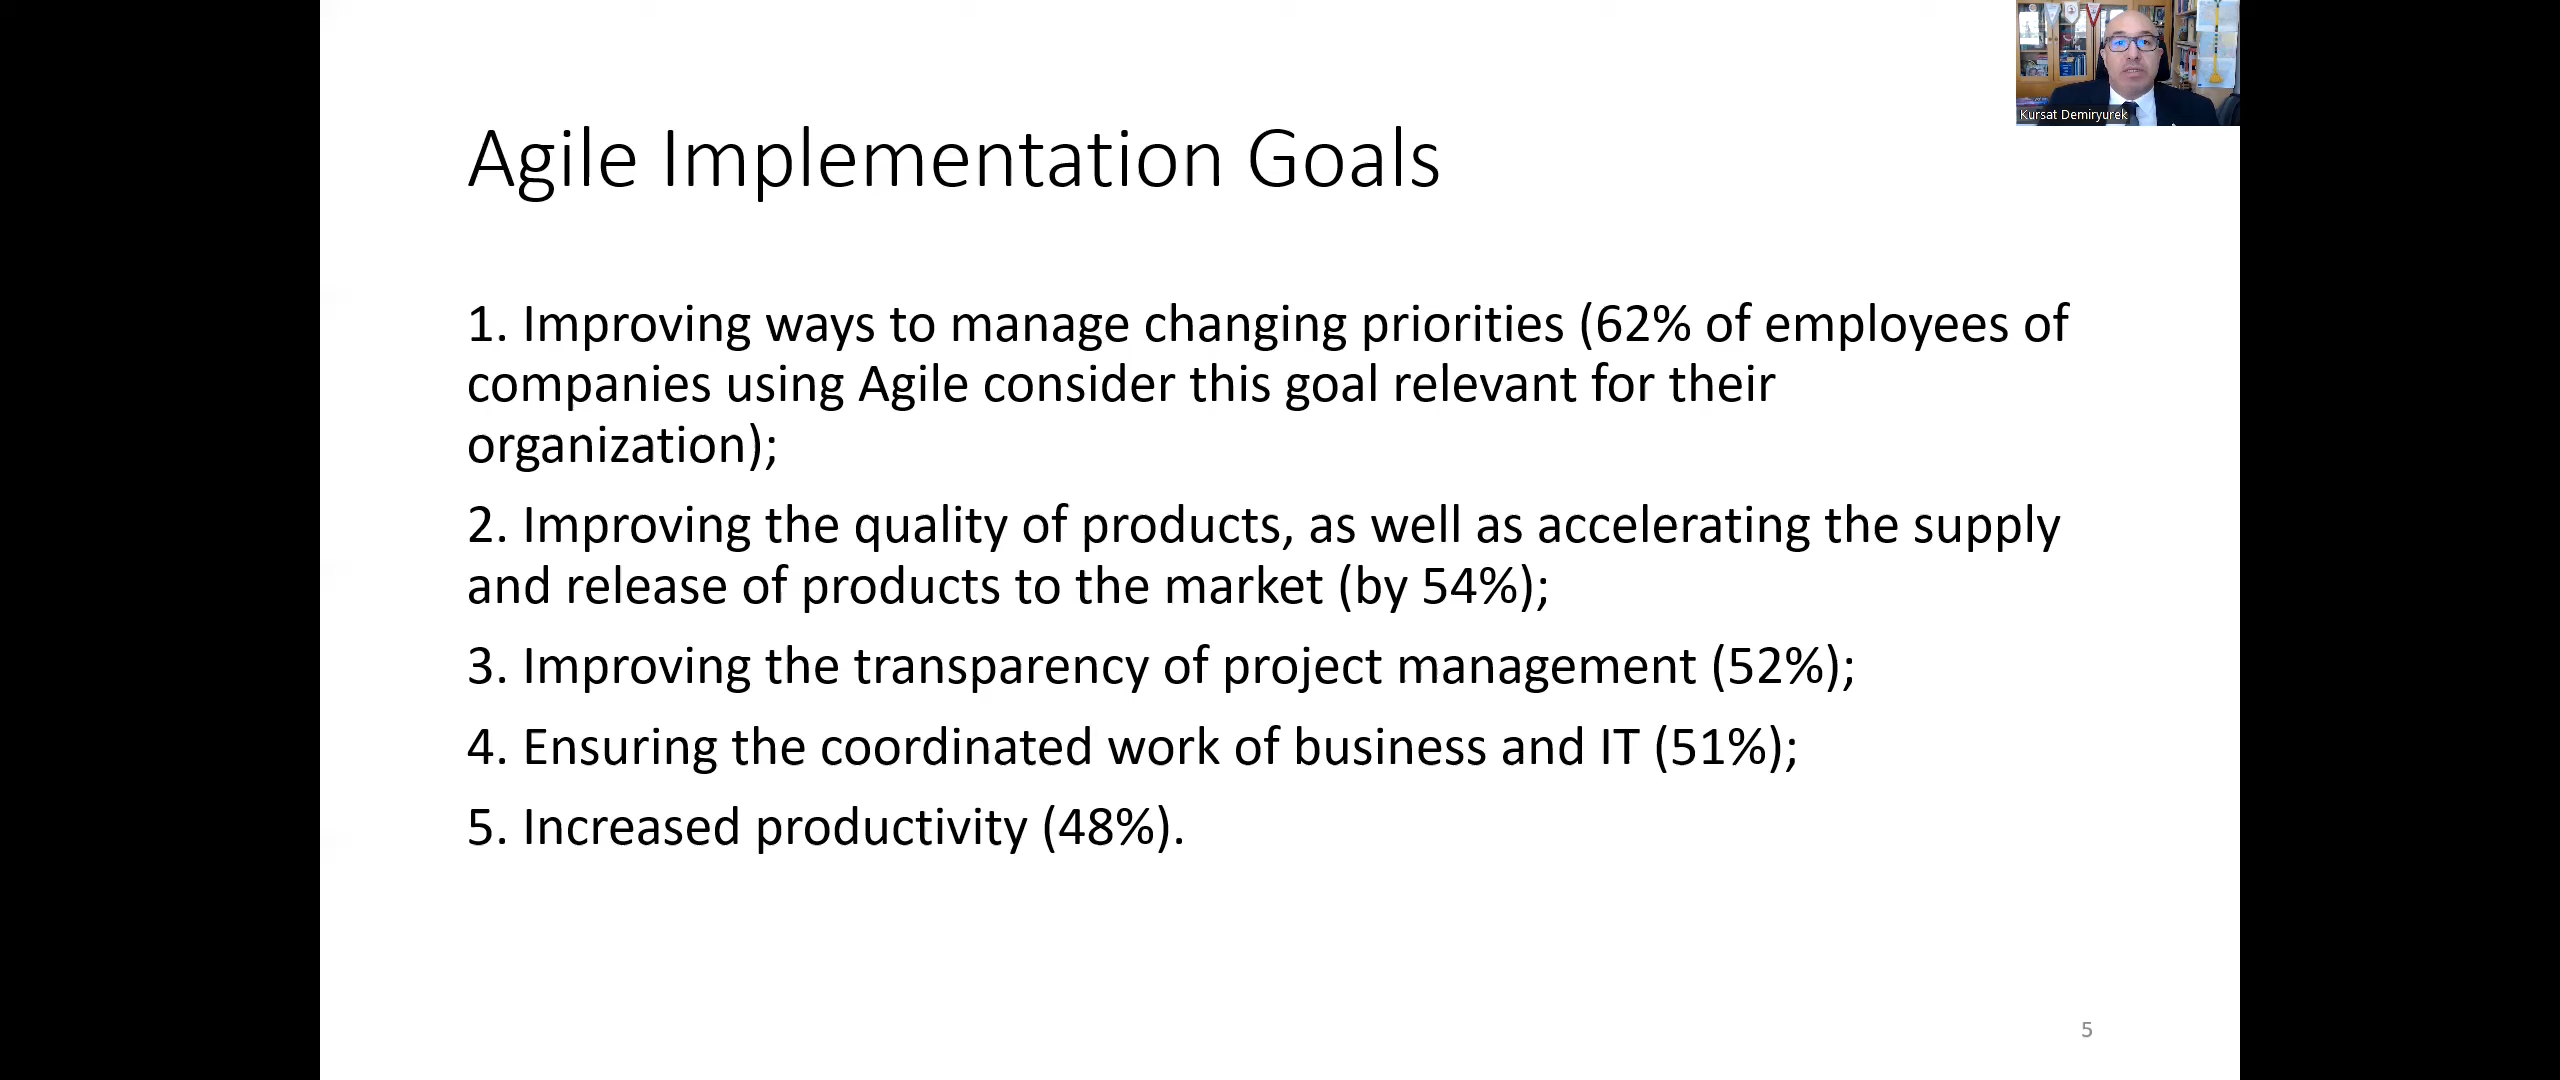 Kursat Demiryurek
Agile Implementation Goals
1. Improving ways to manage changing priorities (62% of employees of
companies using Agile consider this goal relevant for their
organization);
2. Improving the quality of products, as well as accelerating the supply
and release of products to the market (by 54%);
3. Improving the transparency of project management (52%);
4. Ensuring the coordinated work of business and IT (51%);
5. Increased productivity (48%).
5